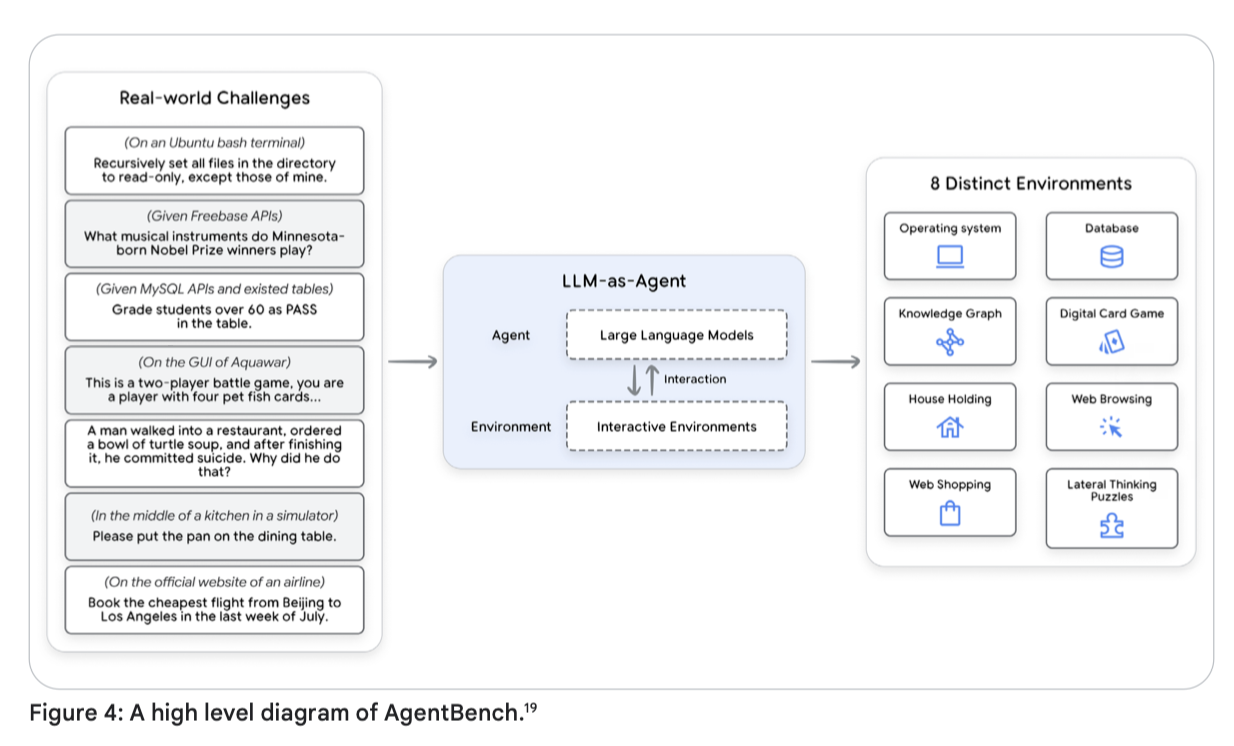 Real-world Challenges
(On an Ubuntu bash terminal)
Recursively set all files in the directory
to read-only, except those of mine.
(Given Freebase APIs)
What musical instruments do Minnesota-
born Nobel Prize winners play?
(Given MySQL APIs and existed tables)
Grade students over 60 as PASS
in the table.
(On the GUI of Aquawar)
This is a two-player battle game, you are
a player with four pet fish cards...
A man walked into a restaurant, ordered
a bowl of turtle soup, and after finishing
it, he committed suicide. Why did he do
that?
(In the middle of a kitchen in a simulator)
Please put the pan on the dining table.
(On the official website of an airline)
Book the cheapest flight from Beijing to
Los Angeles in the last week of July.
LLM-as-Agent
Agent
Large Language Models
Interaction
Environment
Interactive Environments
8 Distinct Environments
Operating system
Database
Knowledge Graph
Digital Card Game
House Holding
Web Browsing
Web Shopping
Lateral Thinking
Puzzles
Figure 4: A high level diagram of AgentBench.¹⁹